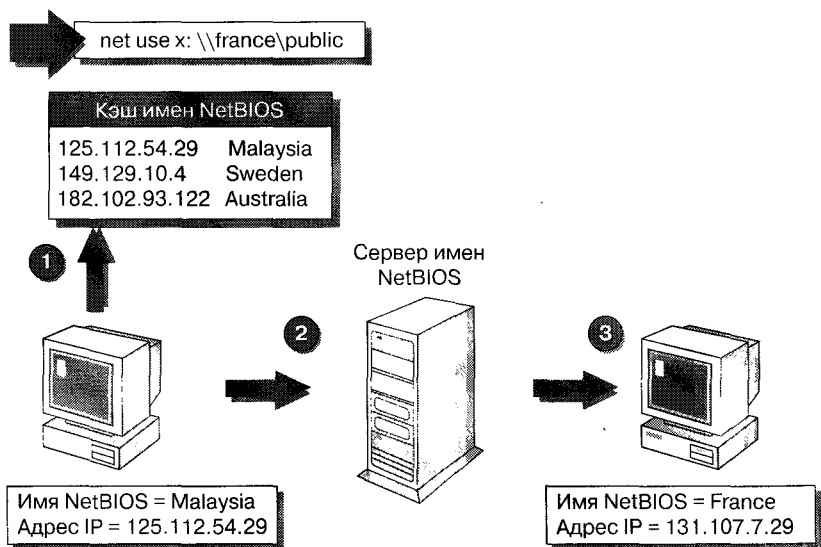 net use x: \\france\public
Кэш имен NetBIOS
125.112.54.29 Malaysia
149.129.10.4 Sweden
182.102.93.122 Australia
1
Сервер имен
NetBIOS
2
3
Имя NetBIOS = Malaysia
Адрес IP = 125.112.54.29
Имя NetBIOS = France
Адрес IP = 131.107.7.29